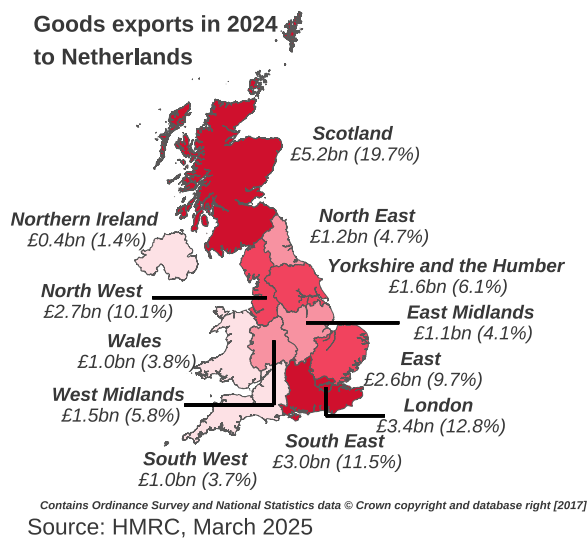 Goods exports in 2024
to Netherlands
Scotland
£5.2bn (19.7%)
Northern Ireland
£0.4bn (1.4%)
North East
£1.2bn (4.7%)
Yorkshire and the Humber
£1.6bn (6.1%)
North West
£2.7bn (10.1%)
East Midlands
£1.1bn (4.1%)
Wales
£1.0bn (3.8%)
East
£2.6bn (9.7%)
West Midlands
£1.5bn (5.8%)
London
£3.4bn (12.8%)
South East
£3.0bn (11.5%)
South West
£1.0bn (3.7%)
Contains Ordinance Survey and National Statistics data © Crown copyright and database right [2017]
Source: HMRC, March 2025